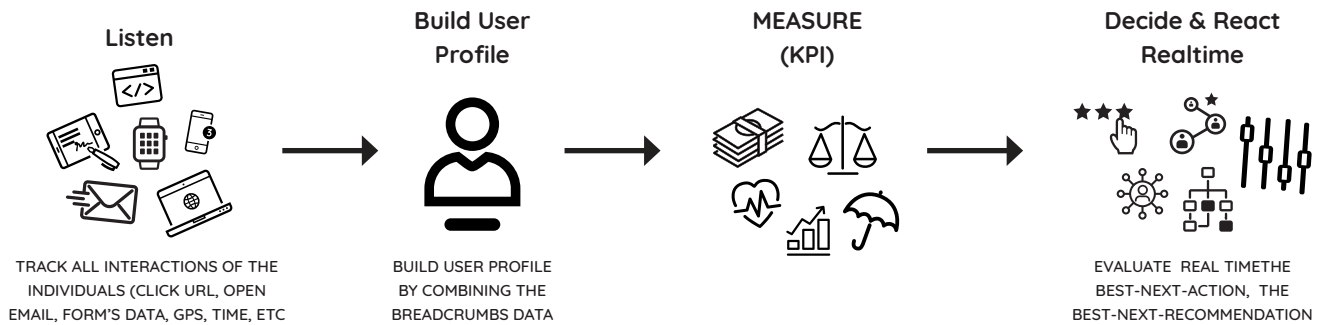 Listen
TRACK ALL INTERACTIONS OF THE
INDIVIDUALS (CLICK URL, OPEN
EMAIL, FORM'S DATA, GPS, TIME, ETC
Build User
Profile
BUILD USER PROFILE
BY COMBINING THE
BREADCRUMBS DATA
MEASURE
(KPI)
Decide & React
Realtime
EVALUATE REAL TIMETHE
BEST-NEXT-ACTION, THE
BEST-NEXT-RECOMMENDATION